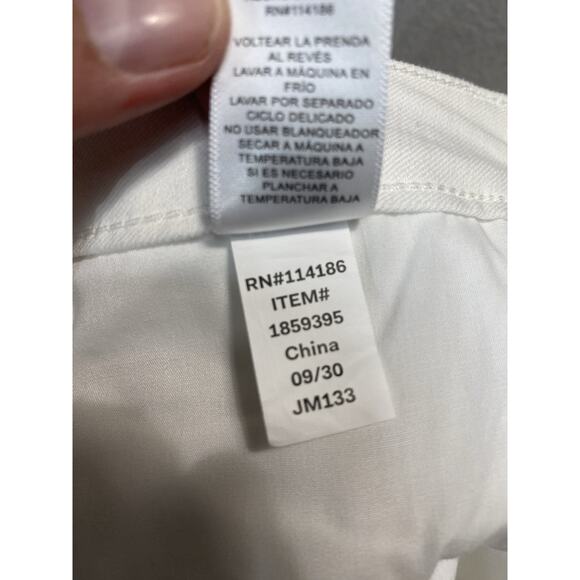 RN#114186
VOLTEAR LA PRENDA
AL REVÉS
LAVAR A MÁQUINA EN
FRÍO
LAVAR POR SEPARADO
CICLO DELICADO
NO USAR BLANQUEADOR
SECAR A MÁQUINA A
TEMPERATURA BAJA
SI ES NECESARIO
PLANCHAR A
TEMPERATURA BAJA
RN#114186
ITEM#
1859395
China
09/30
JM133